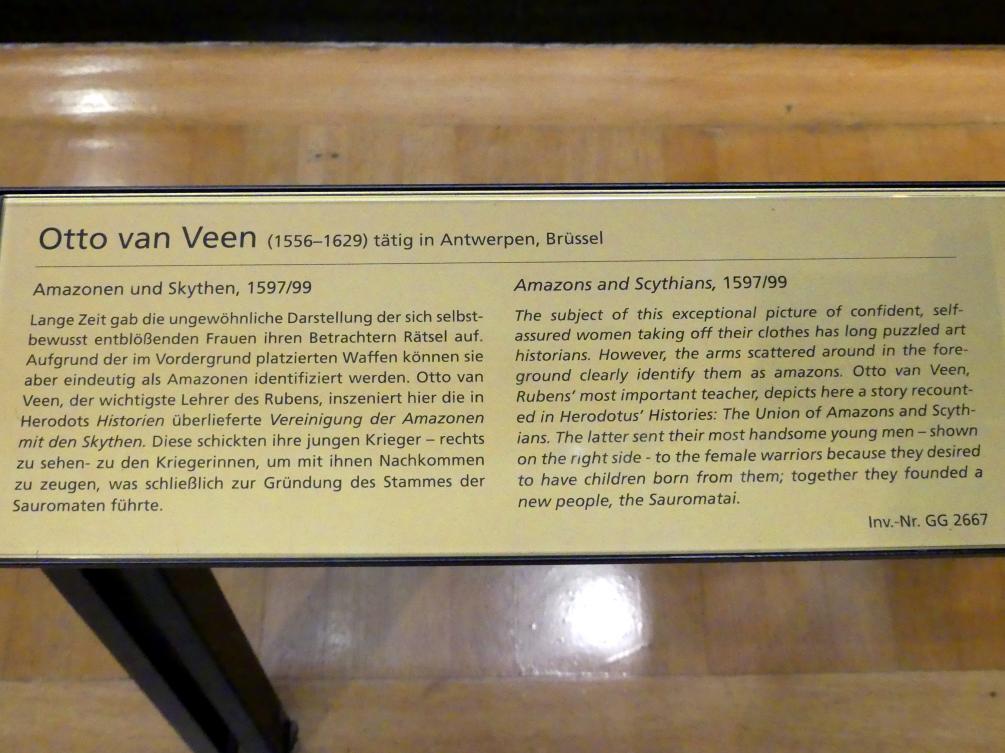 Otto van Veen (1556–1629) tätig in Antwerpen, Brüssel
Amazonen und Skythen, 1597/99
Lange Zeit gab die ungewöhnliche Darstellung der sich selbst-
bewusst entblößenden Frauen ihren Betrachtern Rätsel auf.
Aufgrund der im Vordergrund platzierten Waffen können sie
aber eindeutig als Amazonen identifiziert werden. Otto van
Veen, der wichtigste Lehrer des Rubens, inszeniert hier die in
Herodots Historien überlieferte Vereinigung der Amazonen
mit den Skythen. Diese schickten ihre jungen Krieger – rechts
zu sehen- zu den Kriegerinnen, um mit ihnen Nachkommen
zu zeugen, was schließlich zur Gründung des Stammes der
Sauromaten führte.
Amazons and Scythians, 1597/99
The subject of this exceptional picture of confident, self-
assured women taking off their clothes has long puzzled art
historians. However, the arms scattered around in the fore-
ground clearly identify them as amazons. Otto van Veen,
Rubens' most important teacher, depicts here a story recount-
ed in Herodotus' Histories: The Union of Amazons and Scyth-
ians. The latter sent their most handsome young men – shown
on the right side - to the female warriors because they desired
to have children born from them; together they founded a
new people, the Sauromatai.
Inv.-Nr. GG 2667